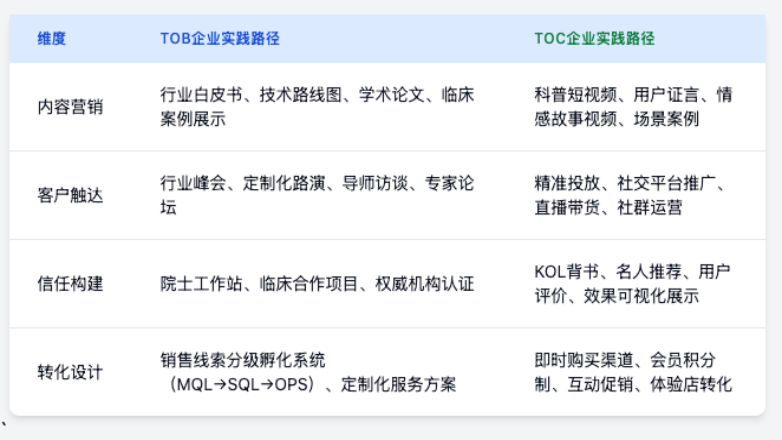 维度 TOB企业实践路径 TOC企业实践路径
内容营销
行业白皮书、技术路线图、学术论文、临床
案例展示
科普短视频、用户证言、情
感故事视频、场景案例
客户触达
行业峰会、定制化路演、导师访谈、专家论
坛
精准投放、社交平台推广、
直播带货、社群运营
信任构建
院士工作站、临床合作项目、权威机构认证
KOL背书、名人推荐、用户
评价、效果可视化展示
转化设计
销售线索分级孵化系统
（MQL→SQL→OPS）、定制化服务方案
即时购买渠道、会员积分
制、互动促销、体验店转化
、